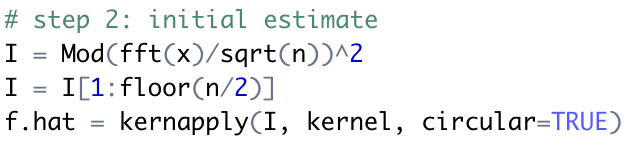 # step 2: initial estimate
I = Mod(fft(x)/sqrt(n))^2
I = I[1:floor(n/2)]
f.hat = kernapply(I, kernel, circular=TRUE)